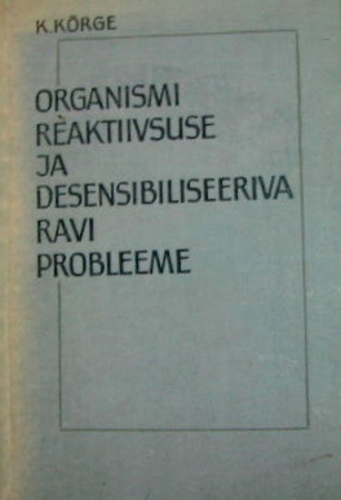 K. KÕRGE
ORGANISMI
REAKTIIVSUSE
JA
DESENSIBILISEERIVA
RAVI
PROBLEEME